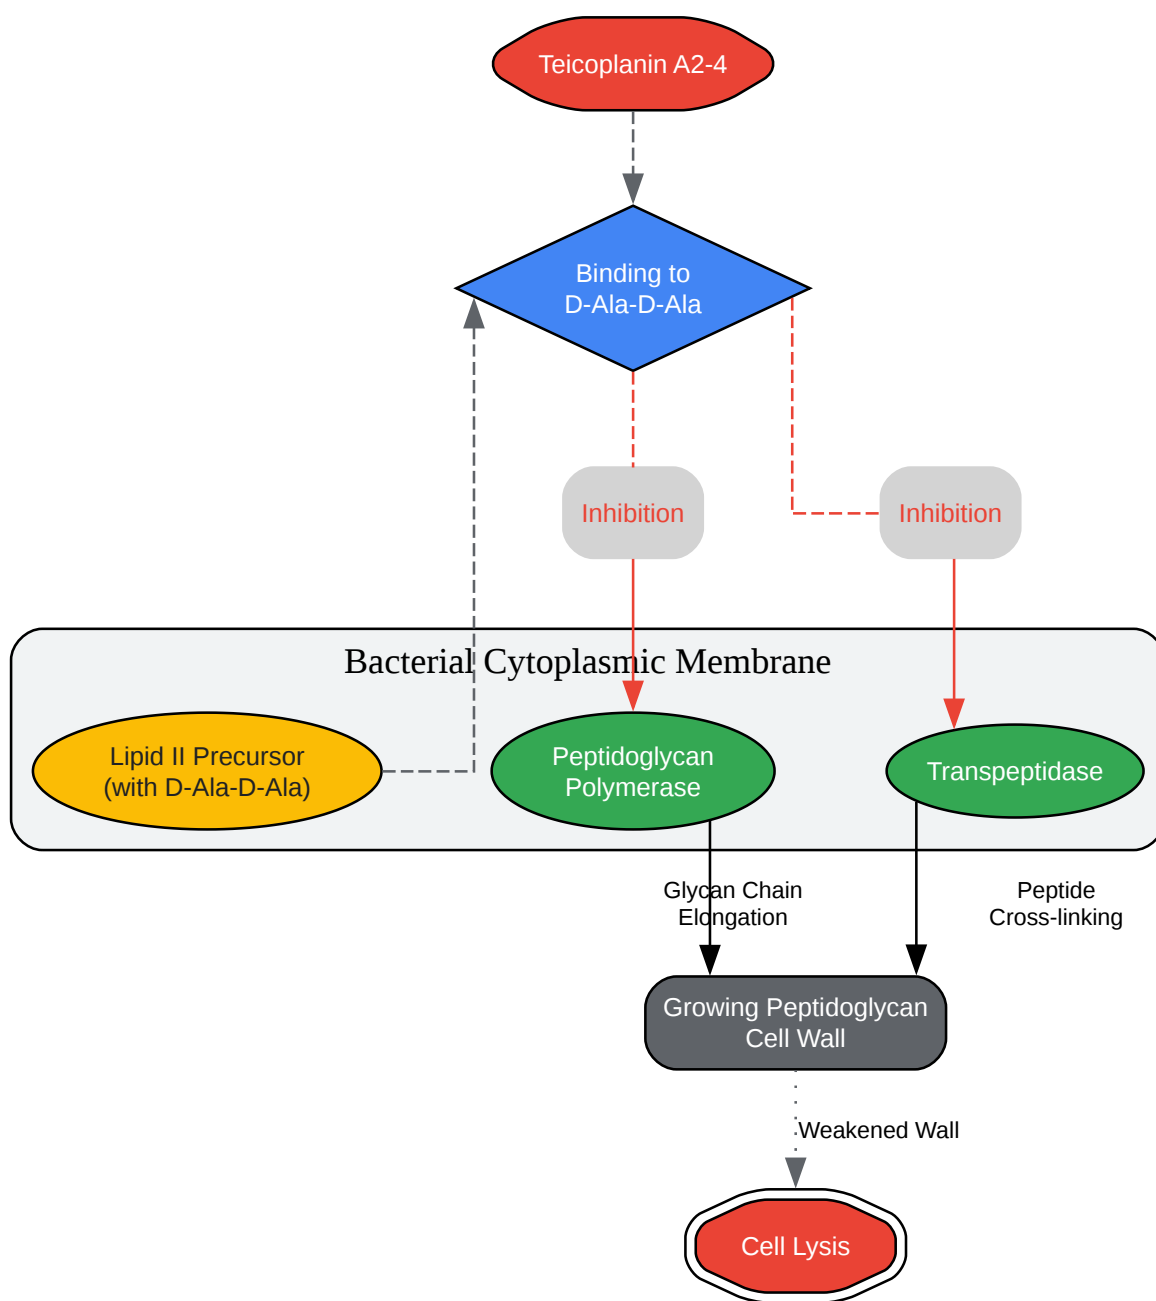 Teicoplanin A2-4
Binding to
D-Ala-D-Ala
Inhibition
Inhibition
Bacterial Cytoplasmic Membrane
Lipid II Precursor
(with D-Ala-D-Ala)
Peptidoglycan
Polymerase
Transpeptidase
Glycan Chain
Elongation
Peptide
Cross-linking
Growing Peptidoglycan
Cell Wall
Weakened Wall
Cell Lysis